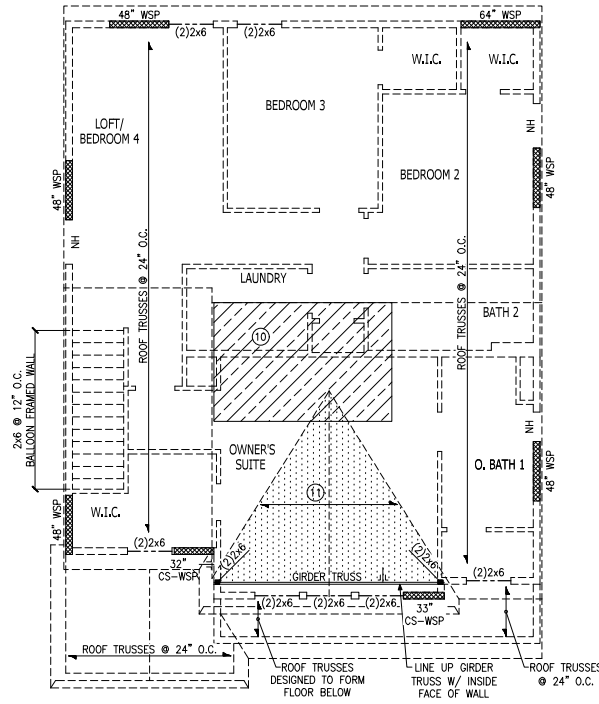 48" WSP
(2)2x6
(2)2x6
64" WSP
W.I.C.
W.I.C.
BEDROOM 3
LOFT/
BEDROOM 4
NH
BEDROOM 2
48" WSP
48" WSP
NH
ROOF TRUSSES @ 24" O.C.
ROOF TRUSSES @ 24" O.C.
LAUNDRY
BATH 2
10
2x6 @ 12" O.C.
BALLOON FRAMED WALL
NH
OWNER'S
SUITE
O. BATH 1
48" WSP
11
W.I.C.
48" WSP
(2)2x6
(2)2x6
(2)2x6
32"
CS-WSP
GIRDER TRUSS
(2)2x6
(2)2x6
(2)2x6
(2)2x6
33"
CS-WSP
ROOF TRUSSES @ 24" O.C.
ROOF TRUSSES
DESIGNED TO FORM
FLOOR BELOW
LINE UP GIRDER
TRUSS W/ INSIDE
FACE OF WALL
ROOF TRUSSES
@ 24" O.C.